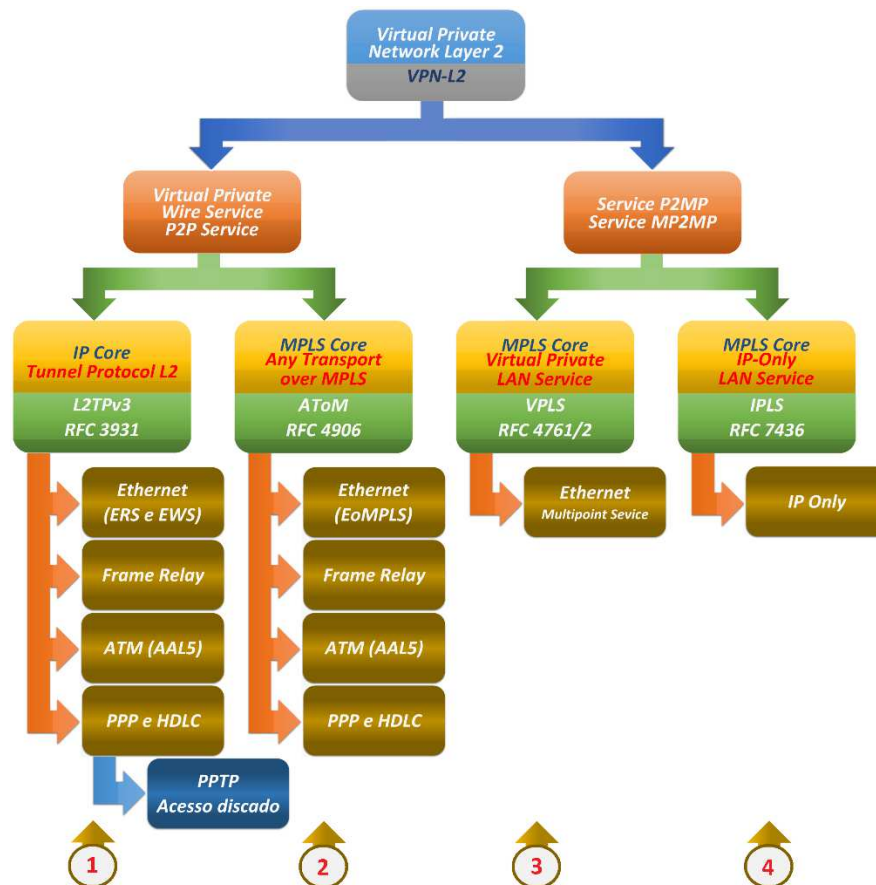 Virtual Private
Network Layer 2
VPN-L2
Virtual Private
Wire Service
P2P Service
Service P2MP
Service MP2MP
IP Core
Tunnel Protocol L2
L2TPv3
RFC 3931
MPLS Core
Any Transport
over MPLS
AToM
RFC 4906
MPLS Core
Virtual Private
LAN Service
VPLS
RFC 4761/2
MPLS Core
IP-Only
LAN Service
IPLS
RFC 7436
Ethernet
(ERS e EWS)
Frame Relay
ATM (AAL5)
PPP e HDLC
PPTP
Acesso discado
Ethernet
(EoMPLS)
Frame Relay
ATM (AAL5)
PPP e HDLC
Ethernet
Multipoint Sevice
IP Only
1
2
3
4